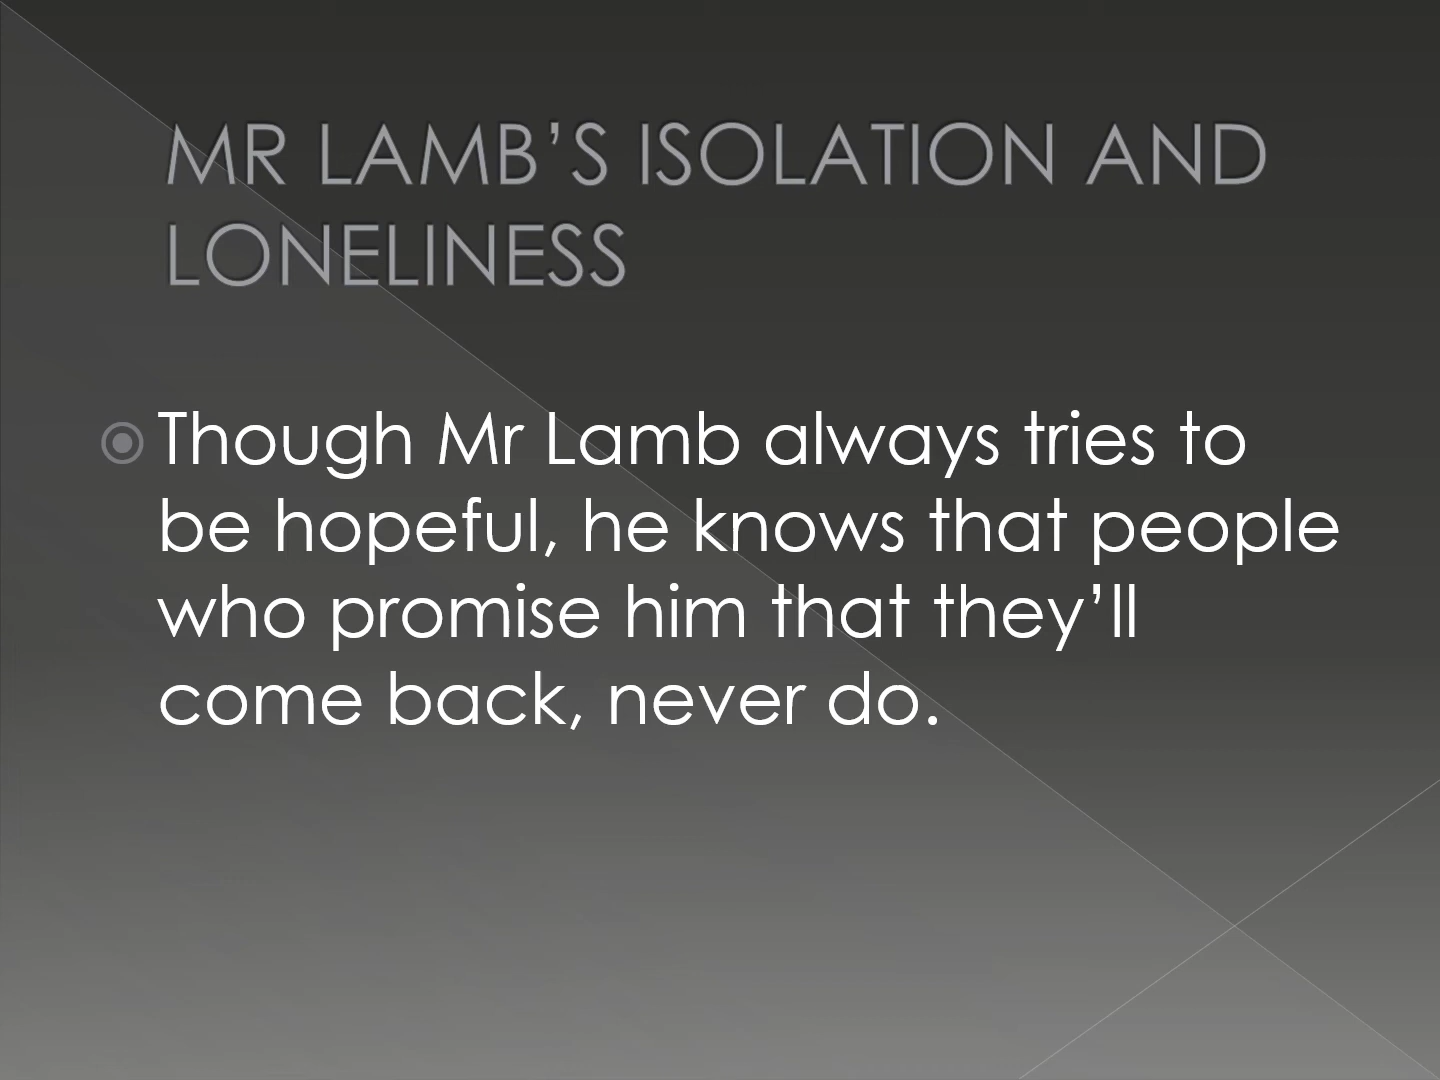 MR LAMB’S ISOLATION AND
LONELINESS
Though Mr Lamb always tries to
be hopeful, he knows that people
who promise him that they’ll
come back, never do.